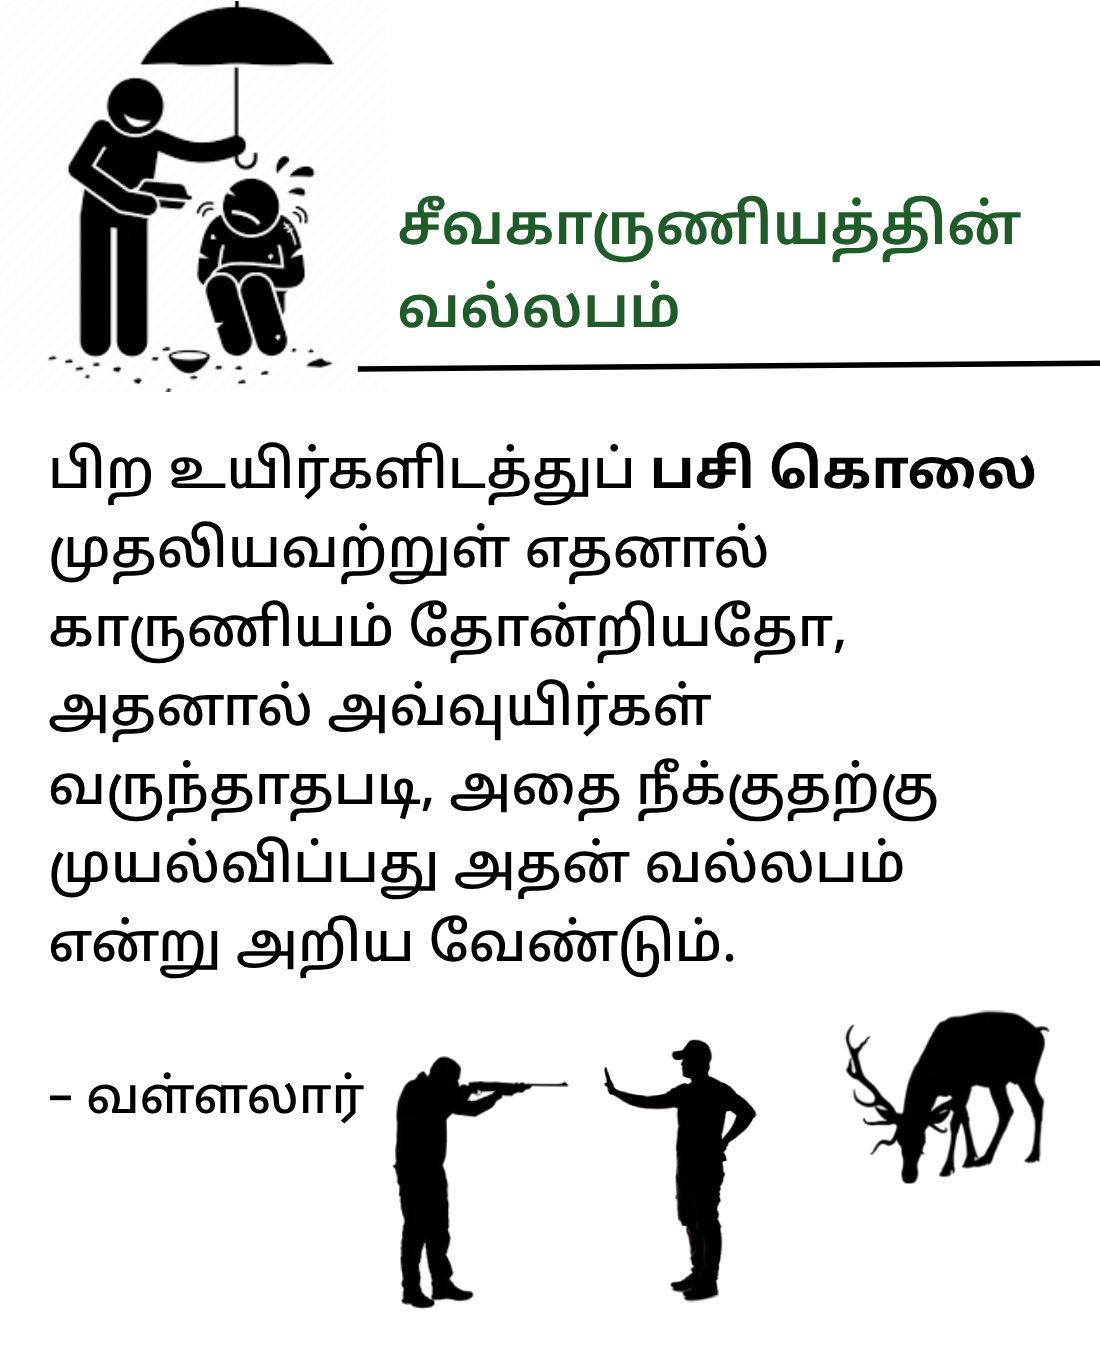 சீவகாருணியத்தின்
வல்லபம்
பிற உயிர்களிடத்துப் பசி கொலை
முதலியவற்றுள் எதனால்
காருணியம் தோன்றியதோ,
அதனால் அவ்வுயிர்கள்
வருந்தாதபடி, அதை நீக்குதற்கு
முயல்விப்பது அதன் வல்லபம்
என்று அறிய வேண்டும்.
– வள்ளலார்